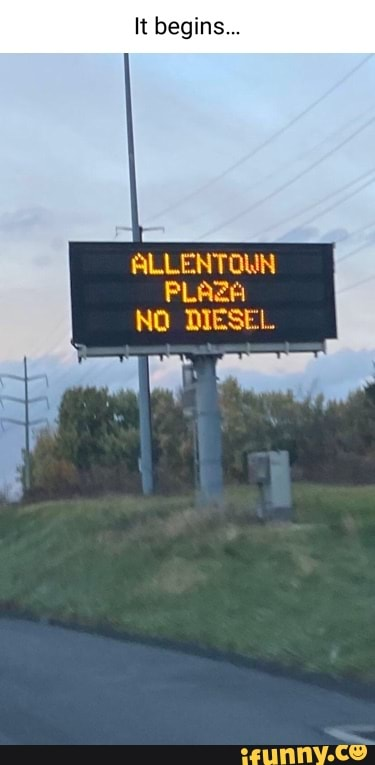 It begins...
ALLENTOWN
PLAZA
NO DIESEL
ifunny.co